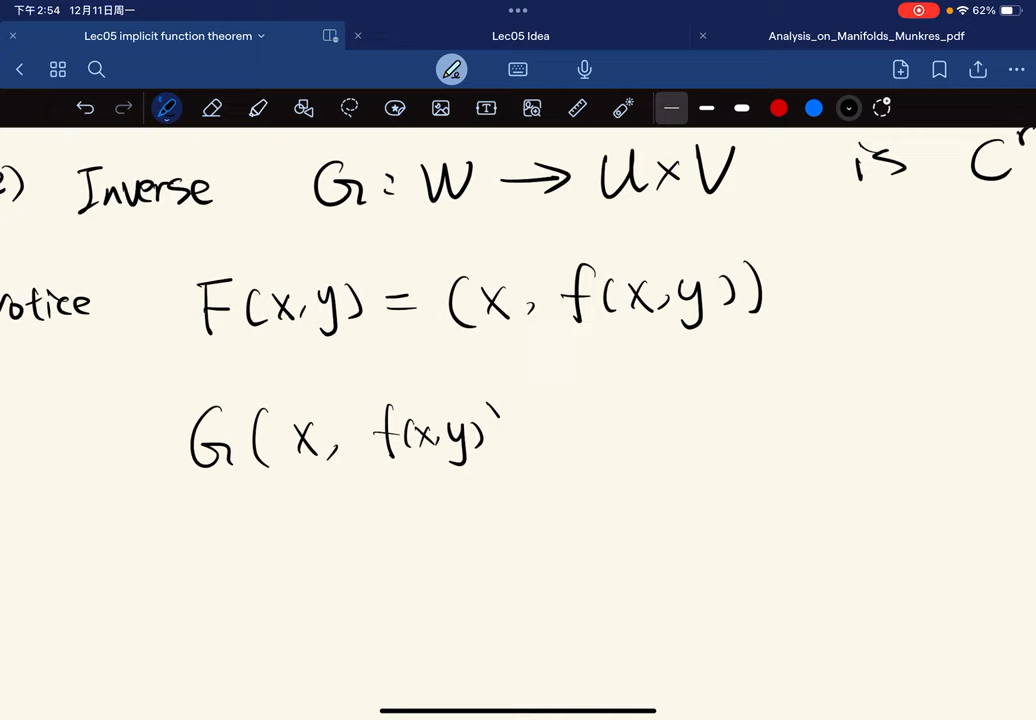 下午2:54 12月11日周一 62%
Lec05 implicit function theorem Lec05 Idea Analysis_on_Manifolds_Munkres_pdf
e) Inverse G : W → U×V is C^r
Notice F(x,y) = (x, f(x,y))
G(x, f(x,y)